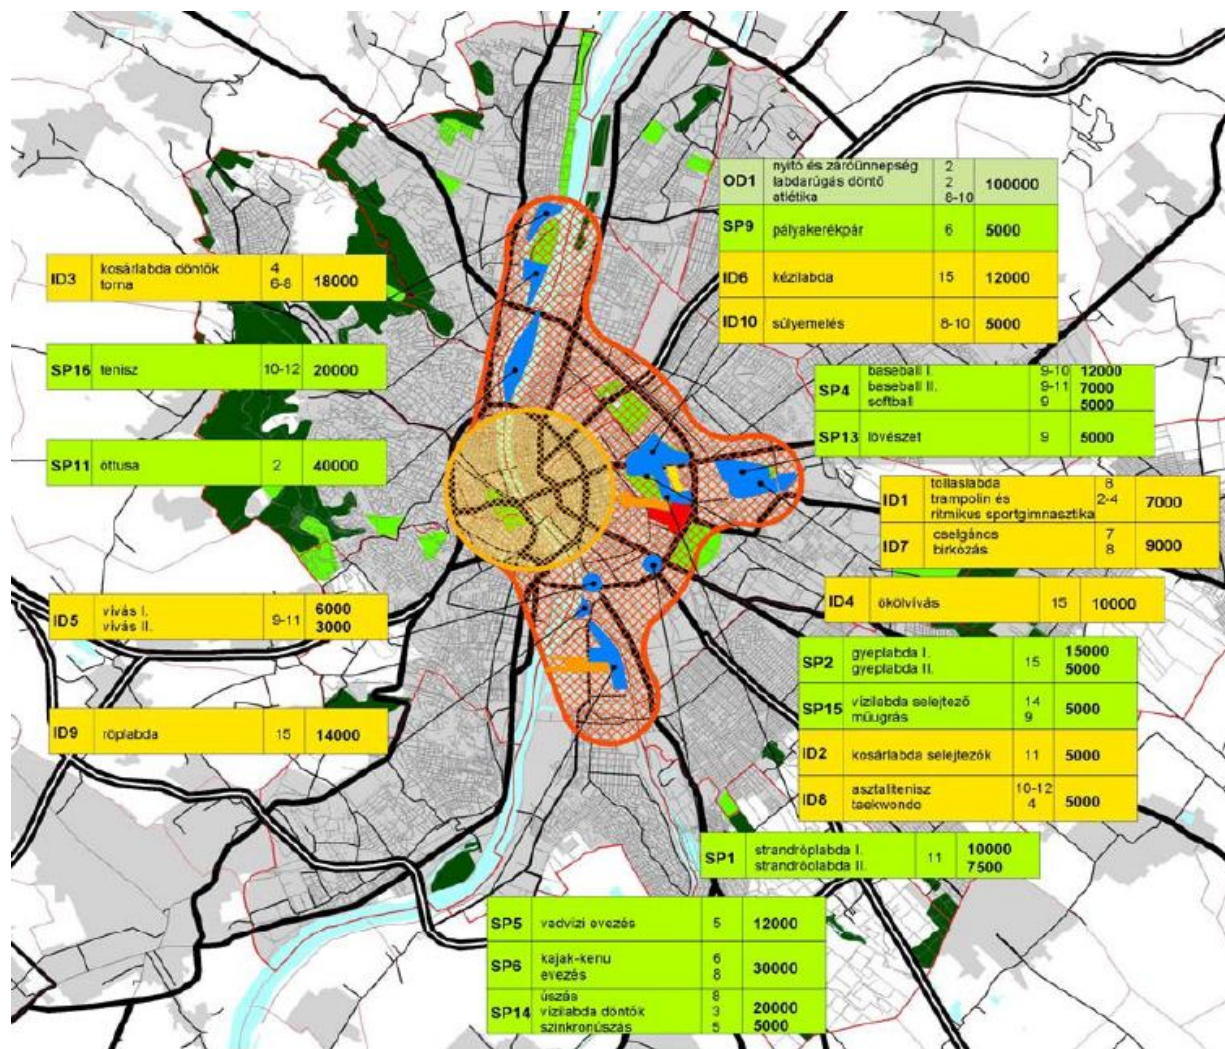 OD1 nyitó és záróünnepség 2
labdarúgás döntő 2 100000
atlétika 8-10
SP9 pályakerékpár 6 5000
ID6 kézilabda 15 12000
ID10 súlyemelés 8-10 5000
ID3 kosárlabda döntők 4 18000
torna 6-8
SP16 tenisz 10-12 20000
SP11 öttusa 2 40000
SP4 baseball I. 9-10 12000
baseball II. 9-11 7000
softball 9 5000
SP13 lövészet 9 5000
ID1 tollaslabda 8
trampolin és 2-4 7000
ritmikus sportgimnasztika
ID7 cselgáncs 7 9000
birkózás 8
ID4 ökölvívás 15 10000
ID5 vívás I. 9-11 6000
vívás II. 3000
ID9 röplabda 15 14000
SP2 gyeplabda I. 15 15000
gyeplabda II. 5000
SP15 vízilabda selejtező 14 5000
műugrás 9
ID2 kosárlabda selejtezők 11 5000
ID8 asztalitenisz 10-12 5000
taekwondo 4
SP1 strandröplabda I. 11 10000
strandröplabda II. 7500
SP5 vadvízi evezés 5 12000
SP6 kajak-kenu 6 30000
evezés 8
SP14 úszás 8
vízilabda döntők 3 20000
szinkronúszás 5 5000